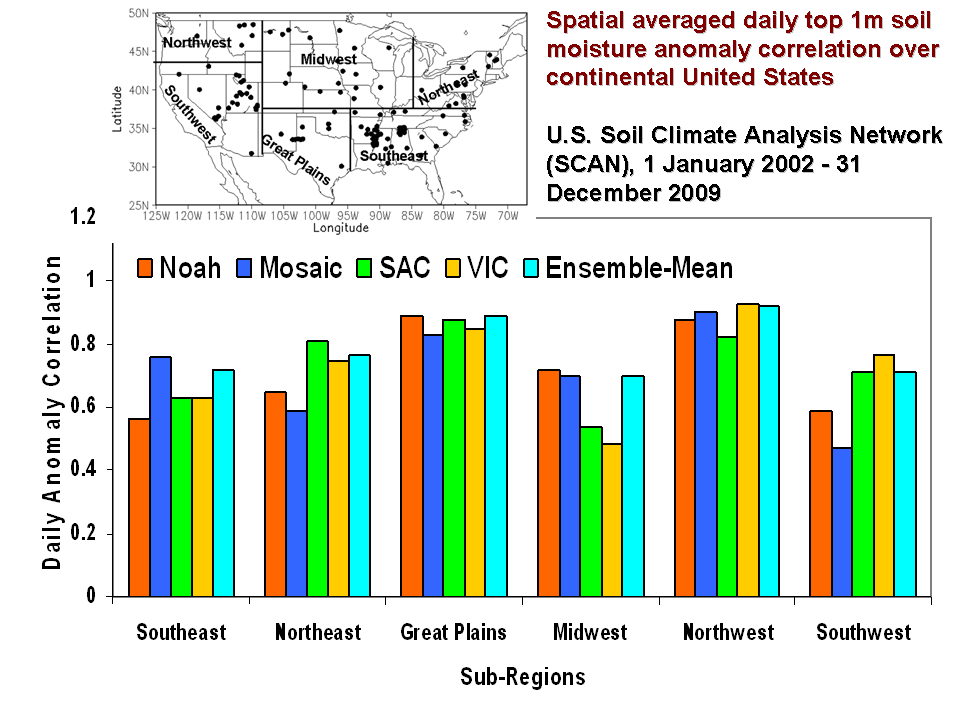 50N
45N
40N
35N
30N
25N
125W 120W 115W 110W 105W 100W 95W 90W 85W 80W 75W 70W
Latitude
Longitude
Northwest
Midwest
Northeast
Southwest
Great Plains
Southeast
Spatial averaged daily top 1m soil
moisture anomaly correlation over
continental United States
U.S. Soil Climate Analysis Network
(SCAN), 1 January 2002 - 31
December 2009
1.2
1
0.8
0.6
0.4
0.2
0
Daily Anomaly Correlation
Noah Mosaic SAC VIC Ensemble-Mean
Southeast Northeast Great Plains Midwest Northwest Southwest
Sub-Regions